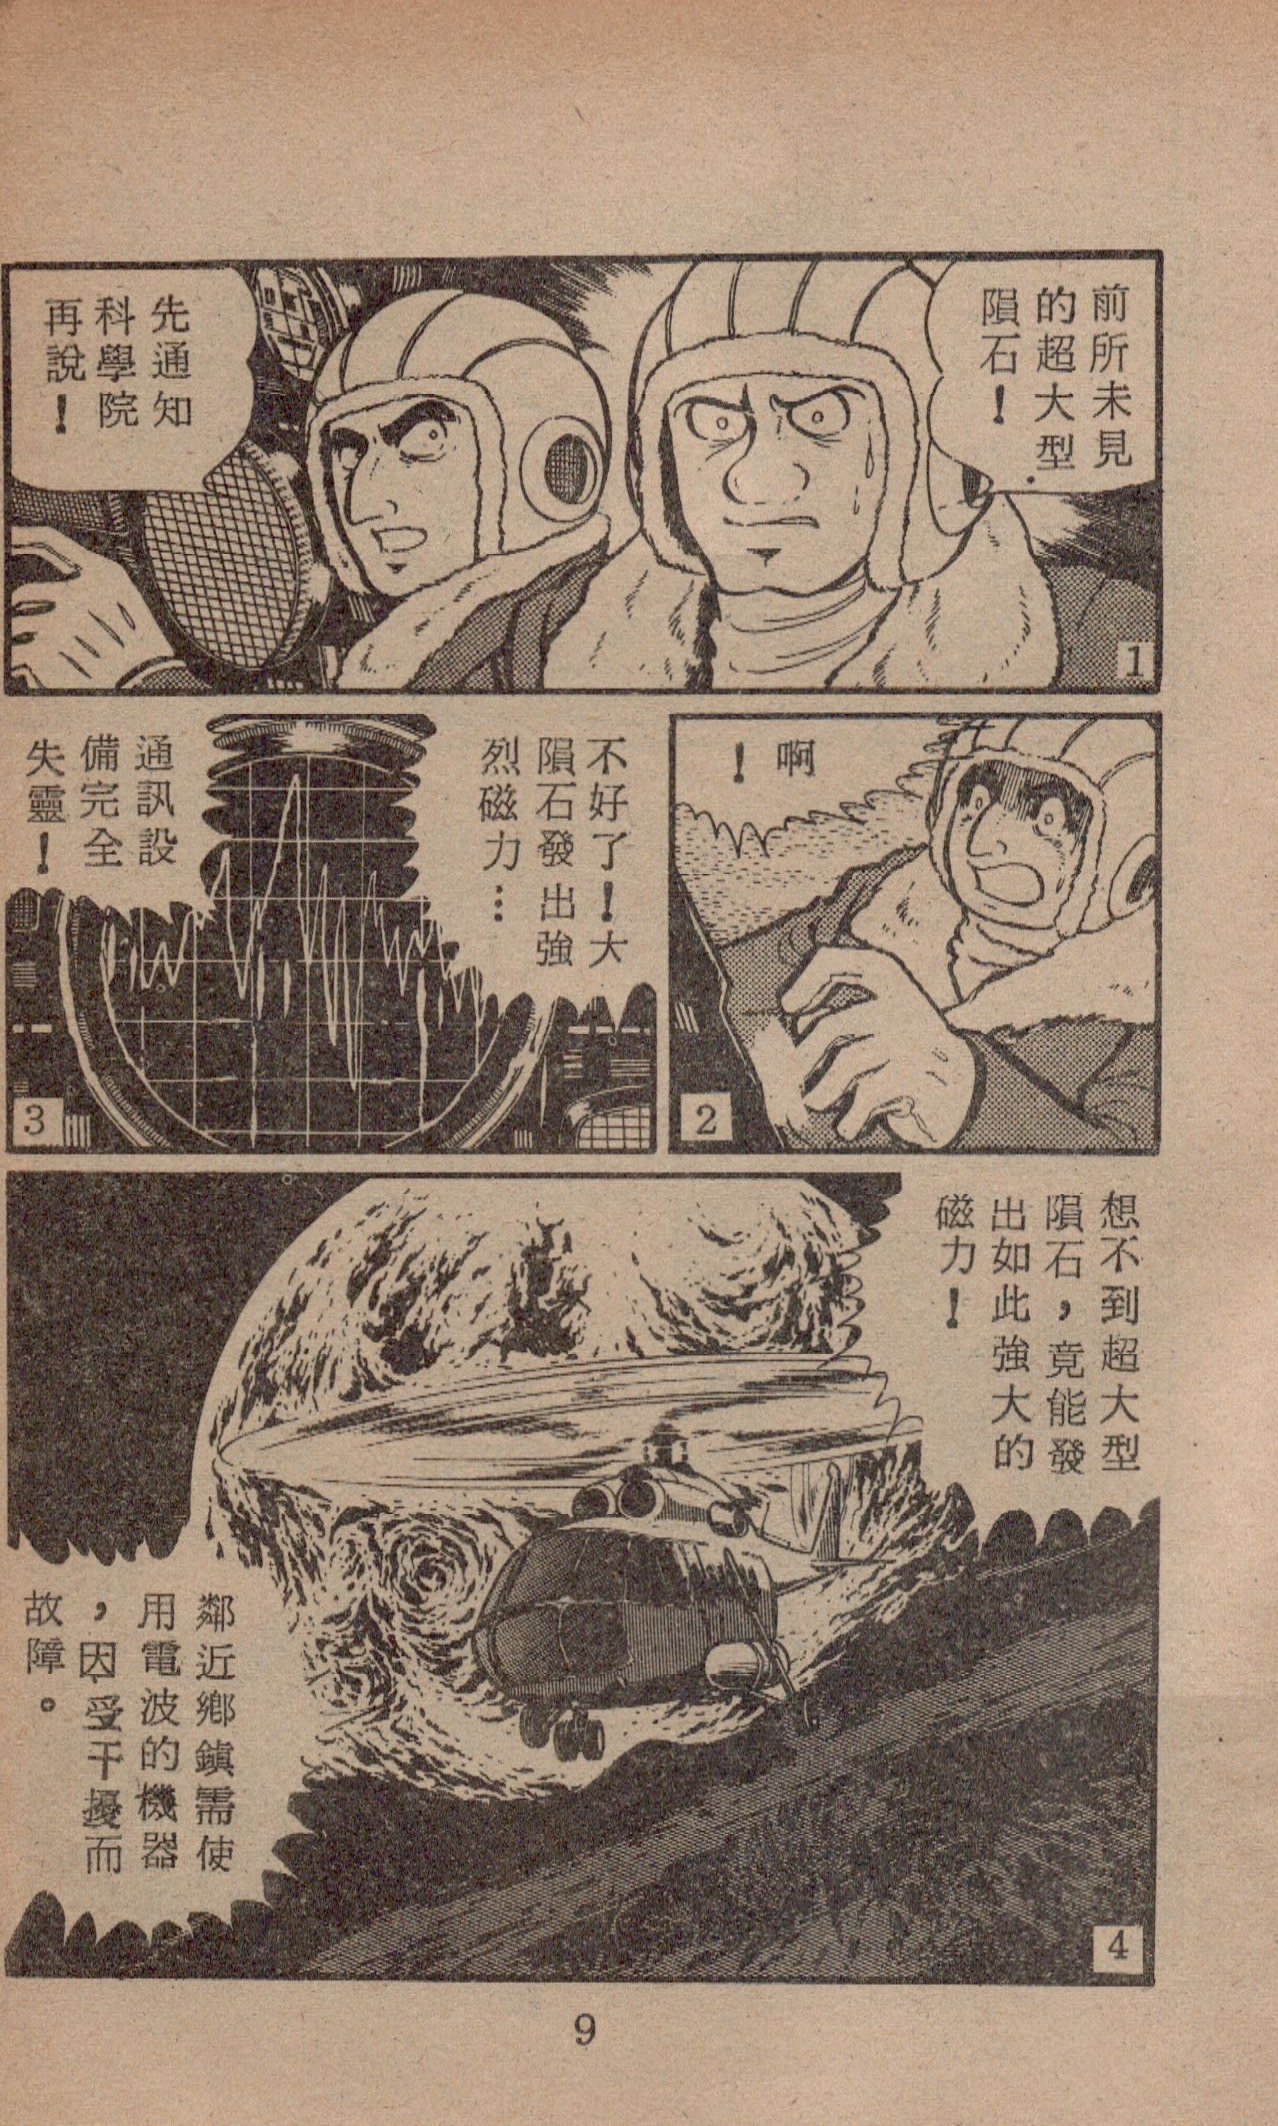 前所未見
的超大型
隕石！
先通知
科學院
再說！
1
啊
！
2
不好了！大
隕石發出強
烈磁力…
通訊設
備完全
失靈！
3
想不到超大型
隕石，竟能發
出如此強大的
磁力！
鄰近鄉鎮需使
用電波的機器
，因受干擾而
故障。
4
9